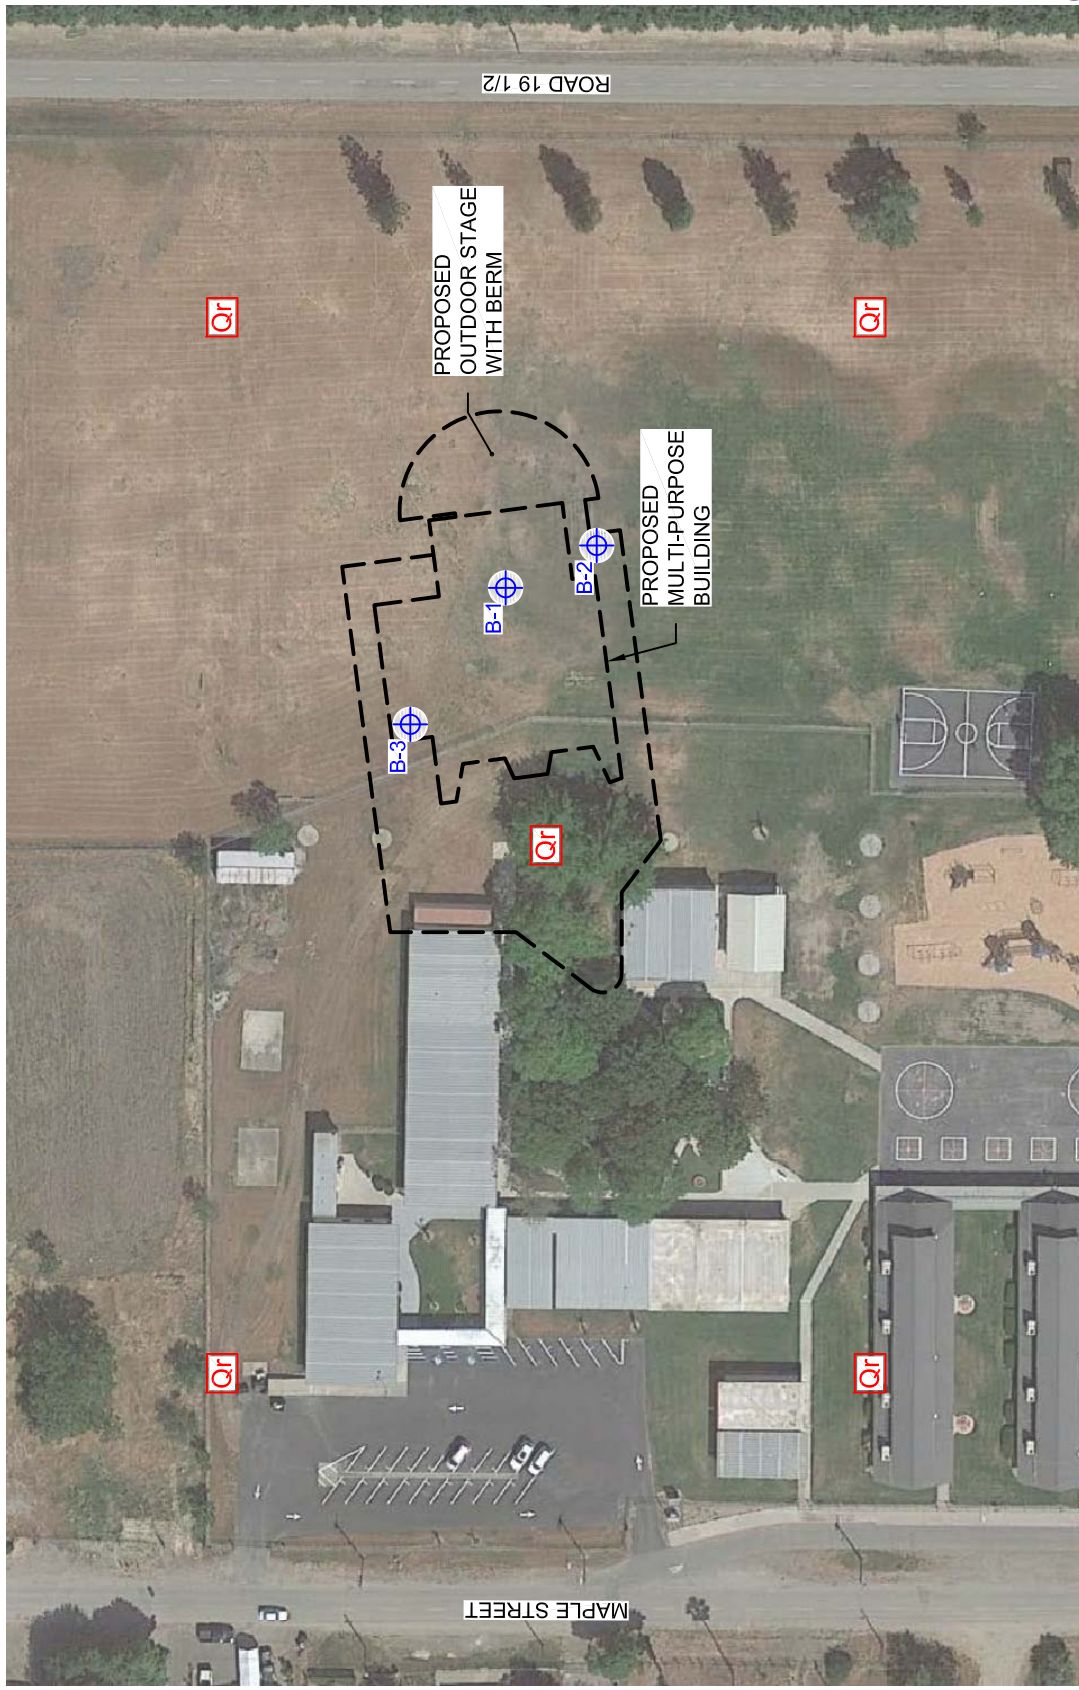 ROAD 19 1/2
PROPOSED
OUTDOOR STAGE
WITH BERM
Qr
Qr
PROPOSED
MULTI-PURPOSE
BUILDING
B-1
B-2
B-3
Qr
Qr
Qr
MAPLE STREET